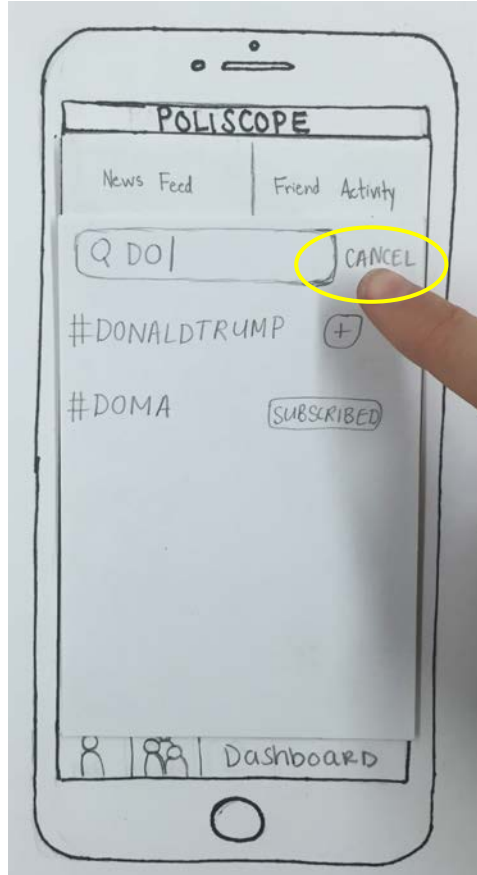 POLISCOPE
News Feed Friend Activity
DO CANCEL
#DONALDTRUMP +
#DOMA SUBSCRIBED
Dashboard